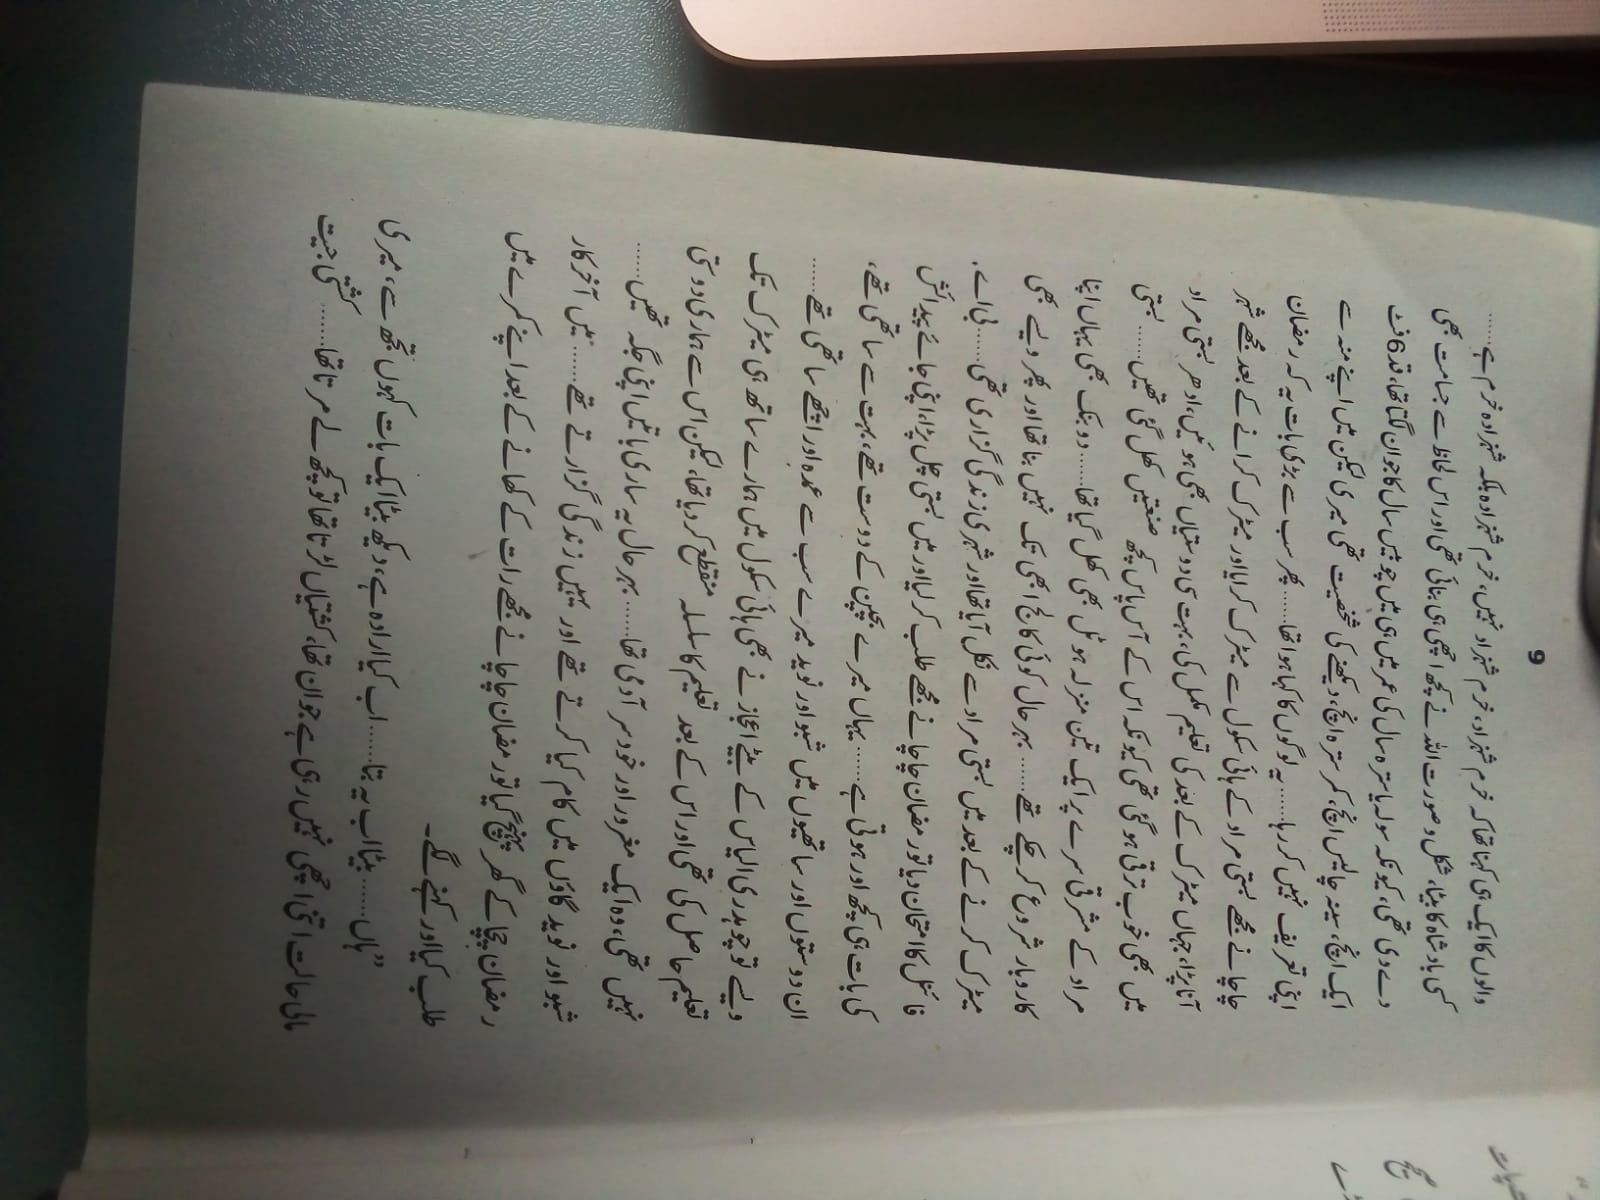 9
والوں کا ایک ہی کہنا تھا کہ خرم شہزاد، خرم شہزاد نہیں، خرم شہزادہ بلکہ شہزادہ خرم ہے......
کسی بادشاہ کا بیٹا، شکل و صورت اللہ نے کچھ اچھی ہی بنائی تھی اور اس لحاظ سے جسامت بھی
دے دی تھی، کیونکہ سولہ یا سترہ سال کی عمر میں ہی میں چوبیس سال کا جوان لگتا تھا، قد 6 فٹ
ایک انچ، سینہ چالیس انچ، کمر سترہ انچ، دیکھنے کی شخصیت تھی میری لیکن میں اپنے منہ سے
اپنی تعریف نہیں کر رہا...... یہ لوگوں کا کہا ہوا تھا...... پھر سب سے بڑی بات یہ کہ رمضان
چاچا نے مجھے بستی مراد کے ہائی سکول سے میٹرک کرایا اور میٹرک کرانے کے بعد مجھے شہر
آنا پڑا، جہاں میٹرک کے بعد کی تعلیم مکمل کی، بہت سی دوستیاں بھی ہوئیں، ادھر بستی مراد
میں بھی خوب ترقی ہو گئی تھی کیونکہ اس کے آس پاس کچھ صنعتیں کھل گئی تھیں...... بستی
مراد کے مشرقی سرے پر ایک تین منزلہ ہوٹل بھی کھل گیا تھا...... دو بنک بھی یہاں اپنا
کاروبار شروع کر چکے تھے...... بہر حال کوئی کالج ابھی تک نہیں بنا تھا اور پھر ویسے بھی
میٹرک کرنے کے بعد میں بستی مراد سے نکل آیا تھا اور شہری زندگی گزاری تھی...... بی اے.
فائنل کا امتحان دیا تو رمضان چاچا نے مجھے طلب کر لیا اور میں بستی چل پڑا، اپنی جائے پیدائش
کی بات ہی کچھ اور ہوتی ہے...... یہاں میرے بچپن کے دوست تھے، بہت سے ساتھی تھے،
ان دوستوں اور ساتھیوں میں شبو اور نوید میرے سب سے عمدہ اور اچھے ساتھی تھے......
ویسے تو چوہدری الیاس کے بیٹے اعجاز نے بھی ہائی سکول میں ہمارے ساتھ ہی میٹرک تک
تعلیم حاصل کی تھی اور اس کے بعد تعلیم کا سلسلہ منقطع کر دیا تھا، لیکن اس سے ہماری دوستی
نہیں تھی، وہ ایک مغرور اور خودسر آدمی تھا...... بہر حال یہ ساری باتیں اپنی جگہ تھیں......
شبو اور نوید گاؤں میں کام کیا کرتے تھے اور یہیں زندگی گزارتے تھے...... میں آخرکار
رمضان چچا کے گھر پہنچ گیا تو رمضان چاچا نے مجھے رات کے کھانے کے بعد اپنے کمرے میں
طلب کیا اور کہنے لگے۔
”ہاں...... بیٹا اب یہ بتا...... اب کیا ارادہ ہے، دیکھ بیٹا ایک بات کہوں تجھ سے، میری
مالی حالت اتنی اچھی نہیں رہی ہے جوان تھا، کشتیاں لڑتا تھا تو کچھ لے مرتا تھا...... کشتی جیت
صحیح